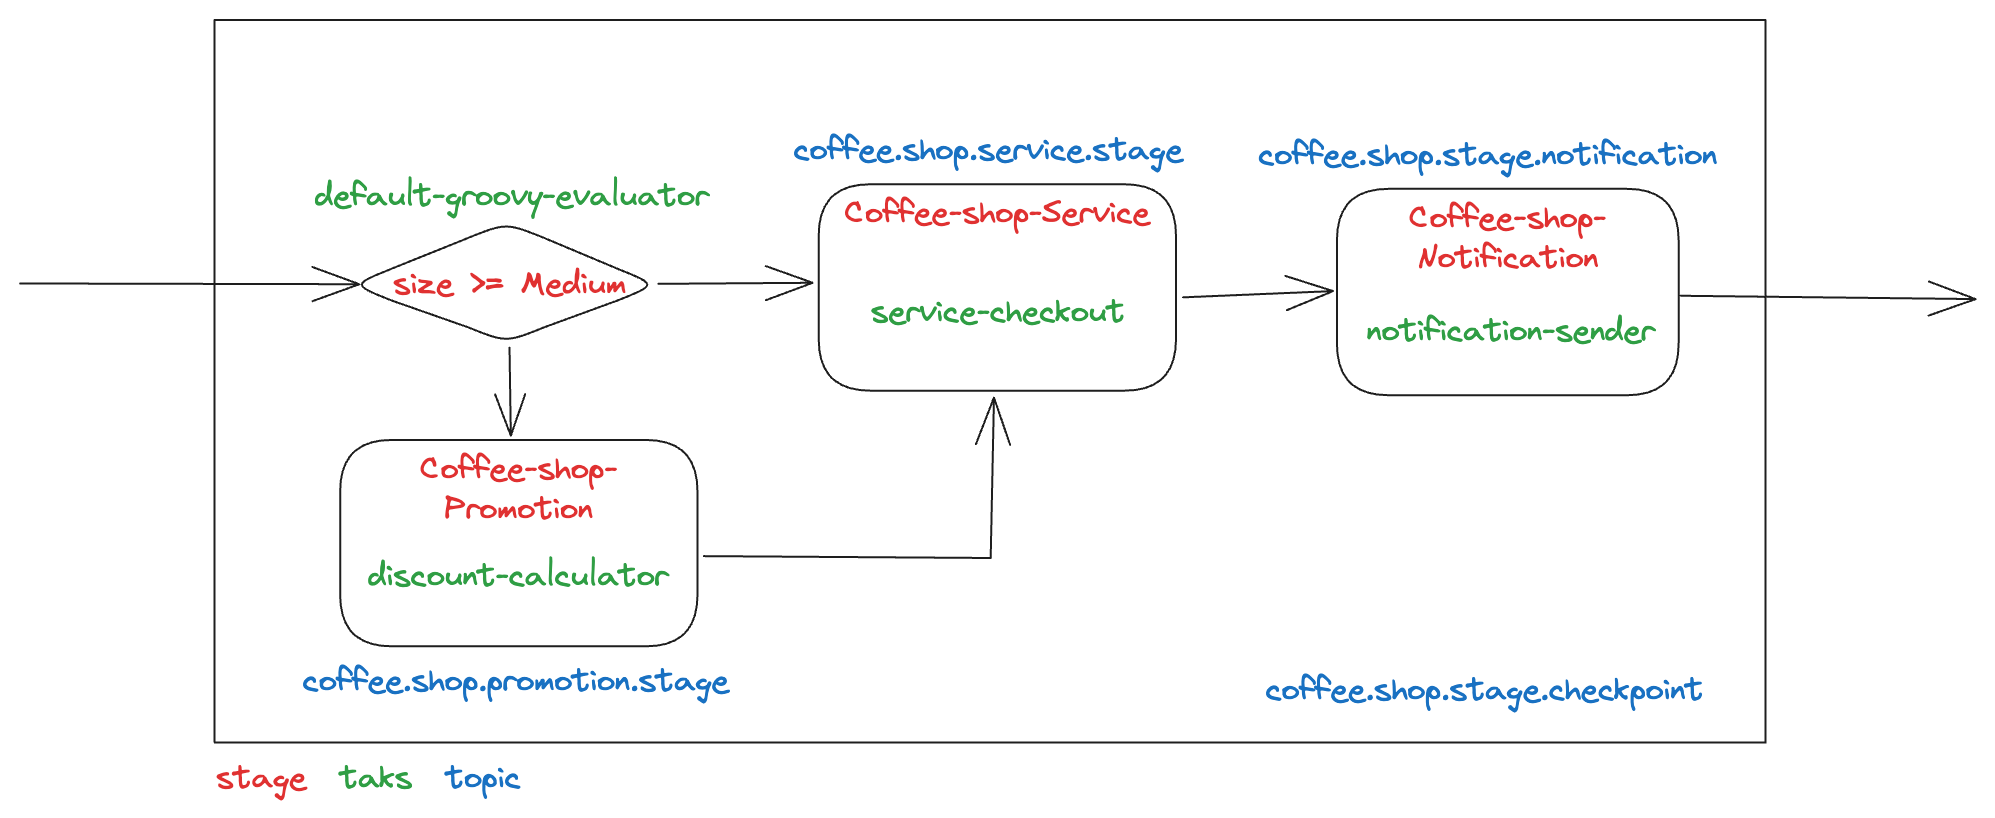 coffee.shop.service.stage
coffee.shop.stage.notification
default-groovy-evaluator
size >= Medium
Coffee-shop-Service
service-checkout
Coffee-shop-
Notification
notification-sender
Coffee-shop-
Promotion
discount-calculator
coffee.shop.promotion.stage
coffee.shop.stage.checkpoint
stage taks topic